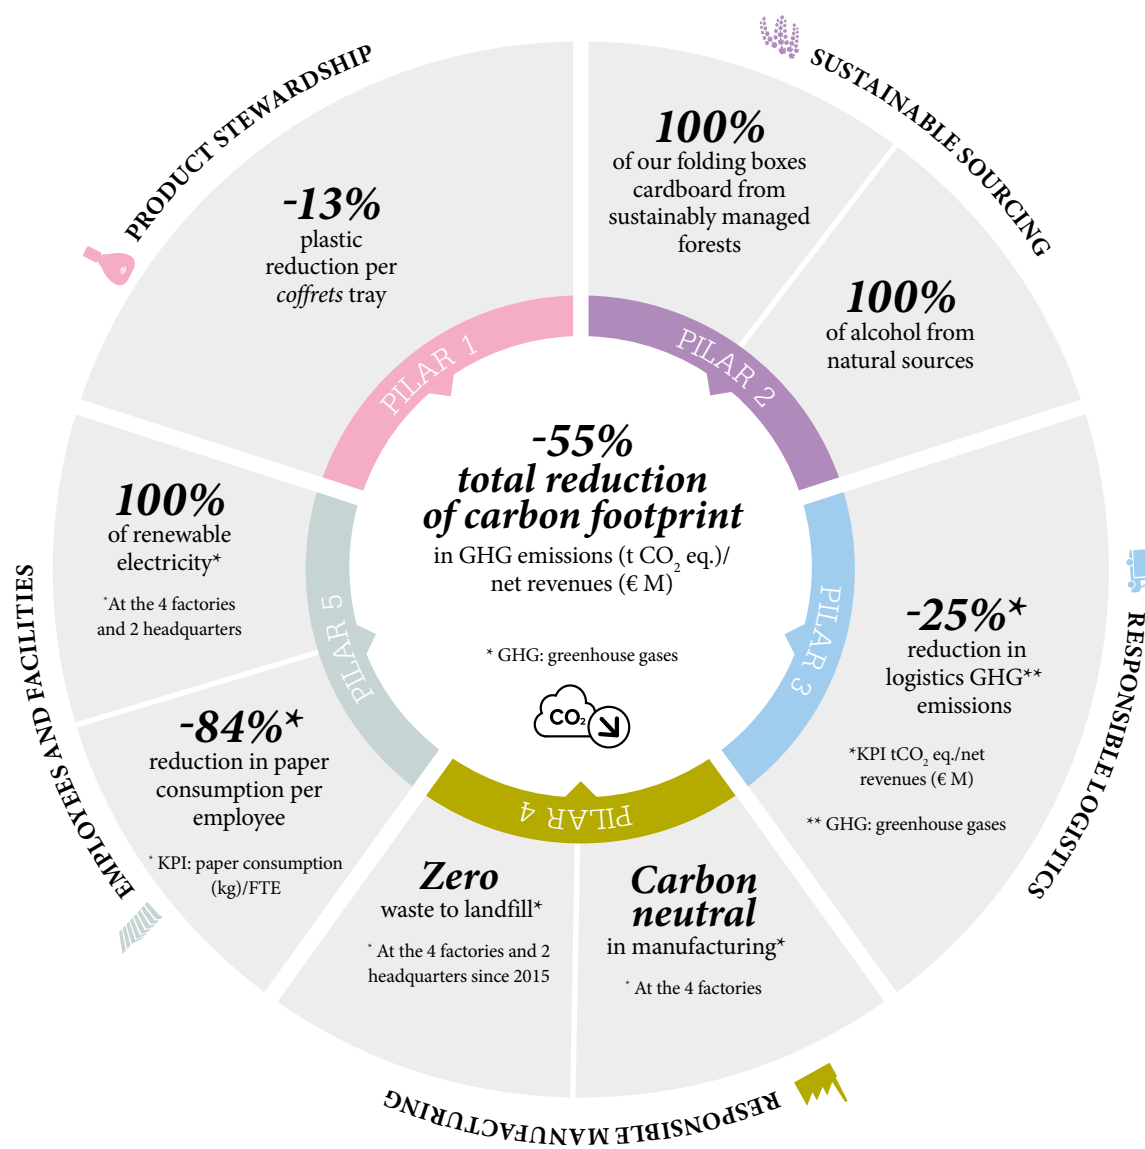 PRODUCT STEWARDSHIP
-13%
plastic
reduction per
coffrets tray
PILAR 1
SUSTAINABLE SOURCING
100%
of our folding boxes
cardboard from
sustainably managed
forests
100%
of alcohol from
natural sources
PILAR 2
-55%
total reduction
of carbon footprint
in GHG emissions (t CO₂ eq.)/
net revenues (€ M)
* GHG: greenhouse gases
CO₂
RESPONSIBLE LOGISTICS
-25%*
reduction in
logistics GHG**
emissions
*KPI tCO₂ eq./net
revenues (€ M)
** GHG: greenhouse gases
PILAR 3
RESPONSIBLE MANUFACTURING
Carbon
neutral
in manufacturing*
* At the 4 factories
Zero
waste to landfill*
* At the 4 factories and 2
headquarters since 2015
PILAR 4
EMPLOYEES AND FACILITIES
100%
of renewable
electricity*
*At the 4 factories
and 2 headquarters
-84%*
reduction in paper
consumption per
employee
* KPI: paper consumption
(kg)/FTE
PILAR 5